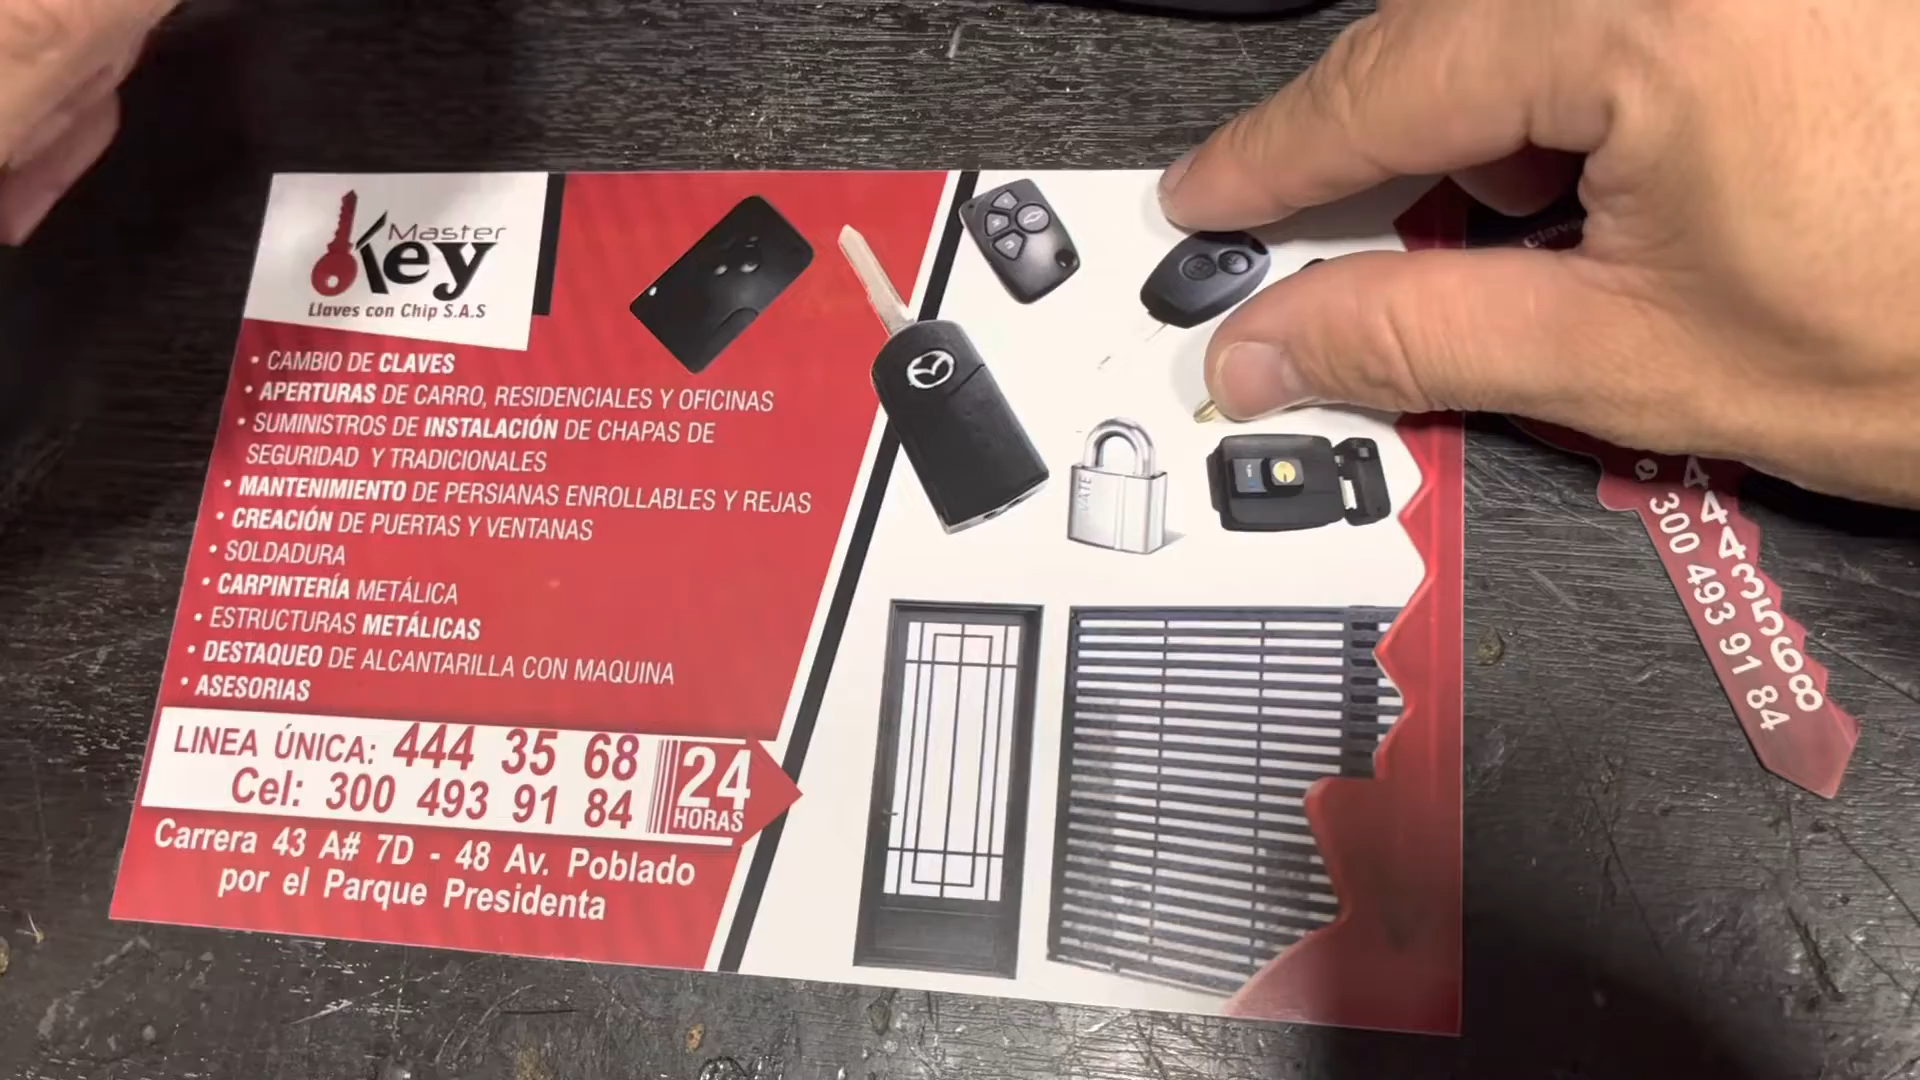 Master
Key
Llaves con Chip S.A.S
• CAMBIO DE CLAVES
• APERTURAS DE CARRO, RESIDENCIALES Y OFICINAS
• SUMINISTROS DE INSTALACIÓN DE CHAPAS DE
SEGURIDAD Y TRADICIONALES
• MANTENIMIENTO DE PERSIANAS ENROLLABLES Y REJAS
• CREACIÓN DE PUERTAS Y VENTANAS
• SOLDADURA
• CARPINTERÍA METÁLICA
• ESTRUCTURAS METÁLICAS
• DESTAQUEO DE ALCANTARILLA CON MAQUINA
• ASESORIAS
LINEA ÚNICA: 444 35 68
Cel: 300 493 91 84
24
HORAS
Carrera 43 A# 7D - 48 Av. Poblado
por el Parque Presidenta
4443568
300 493 91 84